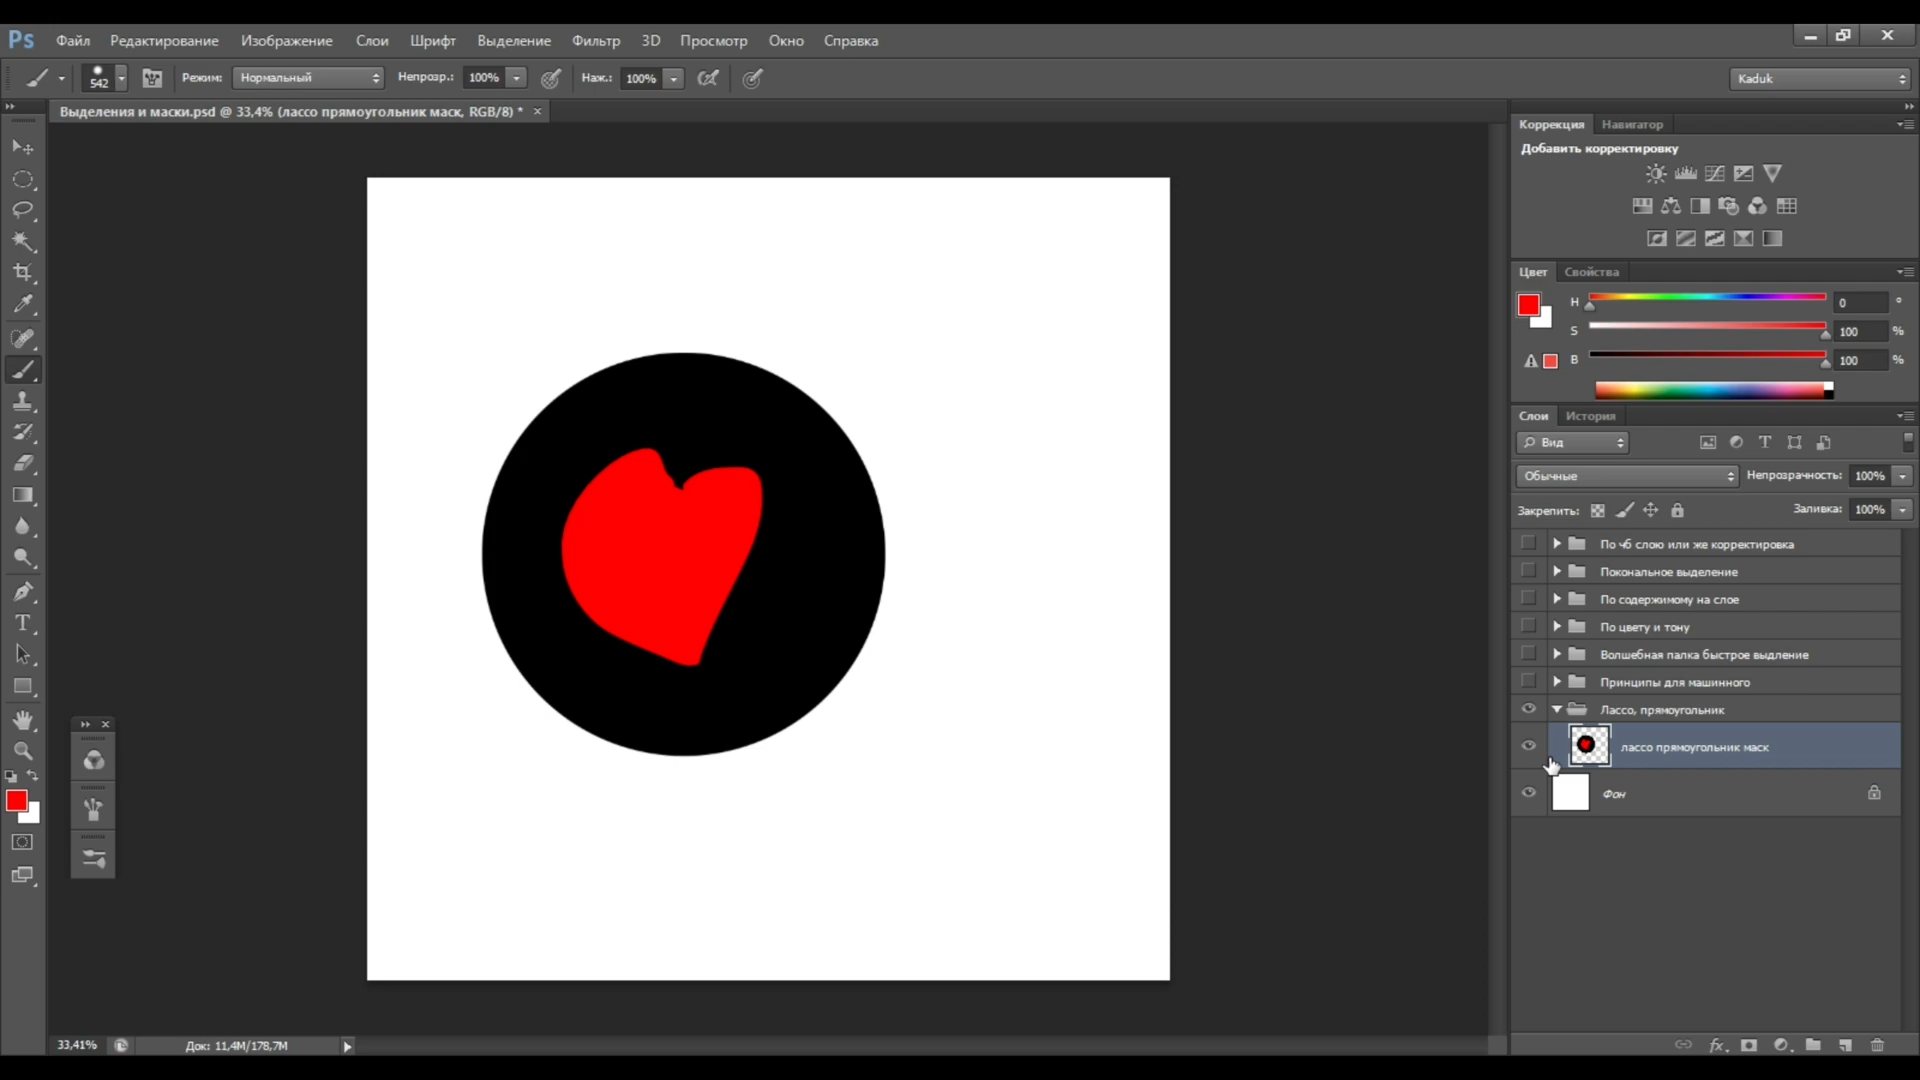 Ps Файл Редактирование Изображение Слои Шрифт Выделение Фильтр 3D Просмотр Окно Справка
542 Режим: Нормальный Непрозр.: 100% Наж.: 100% Kaduk
Выделения и маски.psd @ 33,4% (лассо прямоугольник маск, RGB/8) *
Коррекция Навигатор
Добавить корректировку
Цвет Свойства
H 0 °
S 100 %
B 100 %
Слои История
Вид
Обычные Непрозрачность: 100%
Закрепить: Заливка: 100%
По чб слою или же корректировка
Покональное выделение
По содержимому на слое
По цвету и тону
Волшебная палка быстрое выдление
Принципы для машинного
Лассо, прямоугольник
лассо прямоугольник маск
Фон
33,41% Док: 11,4M/178,7M
fx